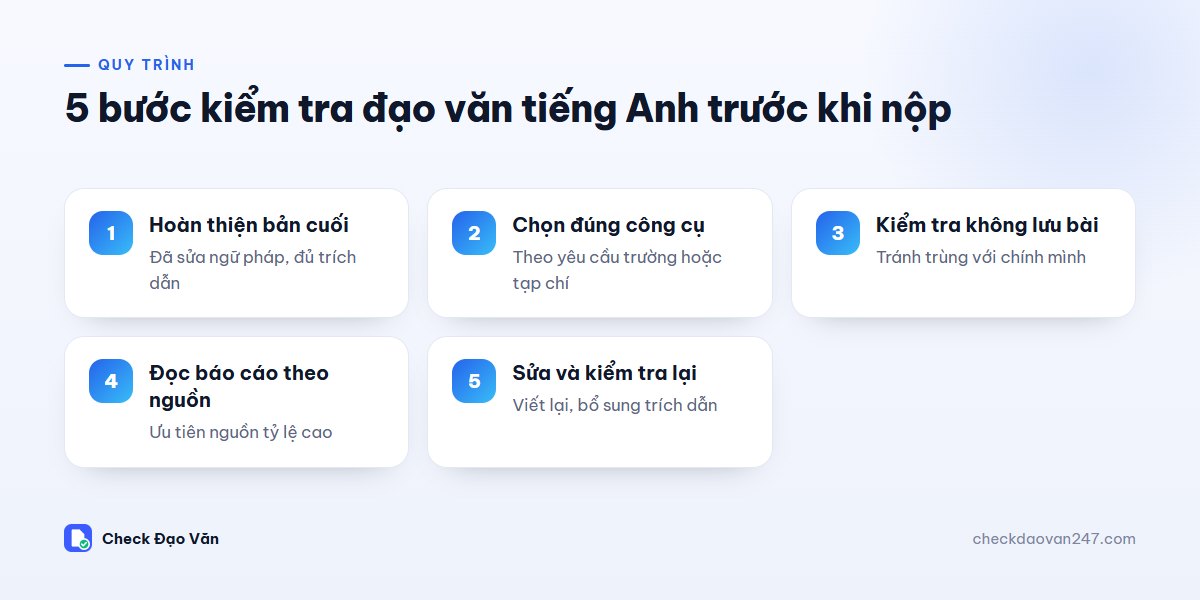 QUY TRÌNH
5 bước kiểm tra đạo văn tiếng Anh trước khi nộp
1
Hoàn thiện bản cuối
Đã sửa ngữ pháp, đủ trích
dẫn
2
Chọn đúng công cụ
Theo yêu cầu trường hoặc
tạp chí
3
Kiểm tra không lưu bài
Tránh trùng với chính mình
4
Đọc báo cáo theo
nguồn
Ưu tiên nguồn tỷ lệ cao
5
Sửa và kiểm tra lại
Viết lại, bổ sung trích dẫn
Check Đạo Văn
checkdaovan247.com